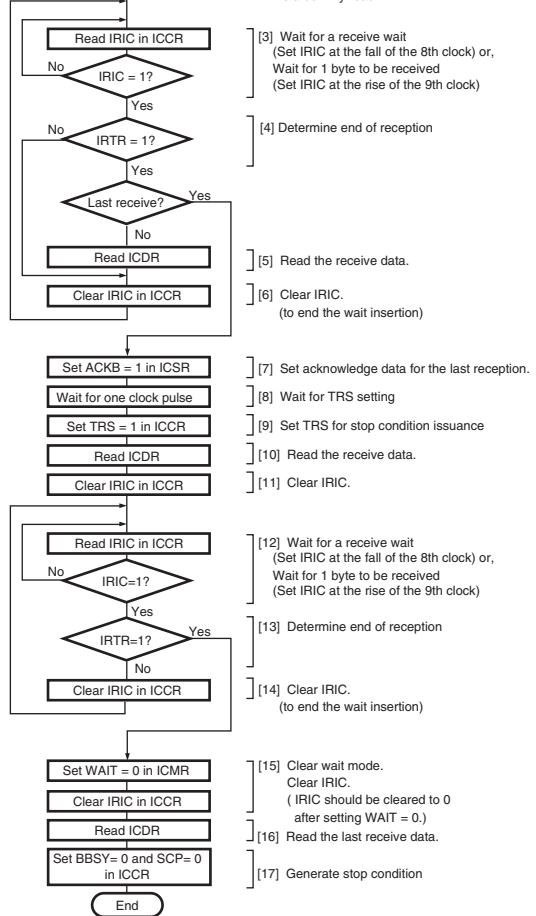 Read IRIC in ICCR
[3] Wait for a receive wait
(Set IRIC at the fall of the 8th clock) or,
Wait for 1 byte to be received
(Set IRIC at the rise of the 9th clock)
No
IRIC = 1?
Yes
No
IRTR = 1?
[4] Determine end of reception
Yes
Last receive?
Yes
No
Read ICDR
[5] Read the receive data.
Clear IRIC in ICCR
[6] Clear IRIC.
(to end the wait insertion)
Set ACKB = 1 in ICSR
[7] Set acknowledge data for the last reception.
Wait for one clock pulse
[8] Wait for TRS setting
Set TRS = 1 in ICCR
[9] Set TRS for stop condition issuance
Read ICDR
[10] Read the receive data.
Clear IRIC in ICCR
[11] Clear IRIC.
Read IRIC in ICCR
[12] Wait for a receive wait
(Set IRIC at the fall of the 8th clock) or,
Wait for 1 byte to be received
(Set IRIC at the rise of the 9th clock)
No
IRIC=1?
Yes
IRTR=1?
Yes
[13] Determine end of reception
No
Clear IRIC in ICCR
[14] Clear IRIC.
(to end the wait insertion)
Set WAIT = 0 in ICMR
[15] Clear wait mode.
Clear IRIC.
( IRIC should be cleared to 0
after setting WAIT = 0.)
Clear IRIC in ICCR
Read ICDR
[16] Read the last receive data.
Set BBSY= 0 and SCP= 0
in ICCR
[17] Generate stop condition
End